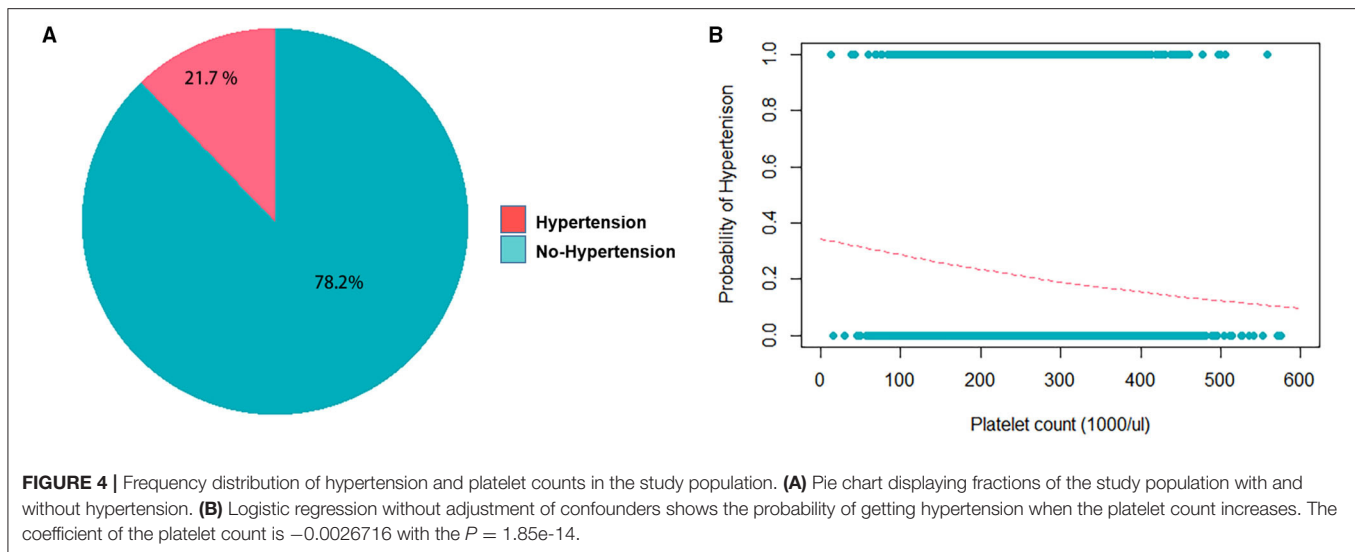 A
21.7 %
78.2%
Hypertension
No-Hypertension
B
Probability of Hypertenison
1.0
0.8
0.6
0.4
0.2
0.0
0
100
200
300
400
500
600
Platelet count (1000/ul)
FIGURE 4 | Frequency distribution of hypertension and platelet counts in the study population. (A) Pie chart displaying fractions of the study population with and
without hypertension. (B) Logistic regression without adjustment of confounders shows the probability of getting hypertension when the platelet count increases. The
coefficient of the platelet count is −0.0026716 with the P = 1.85e-14.